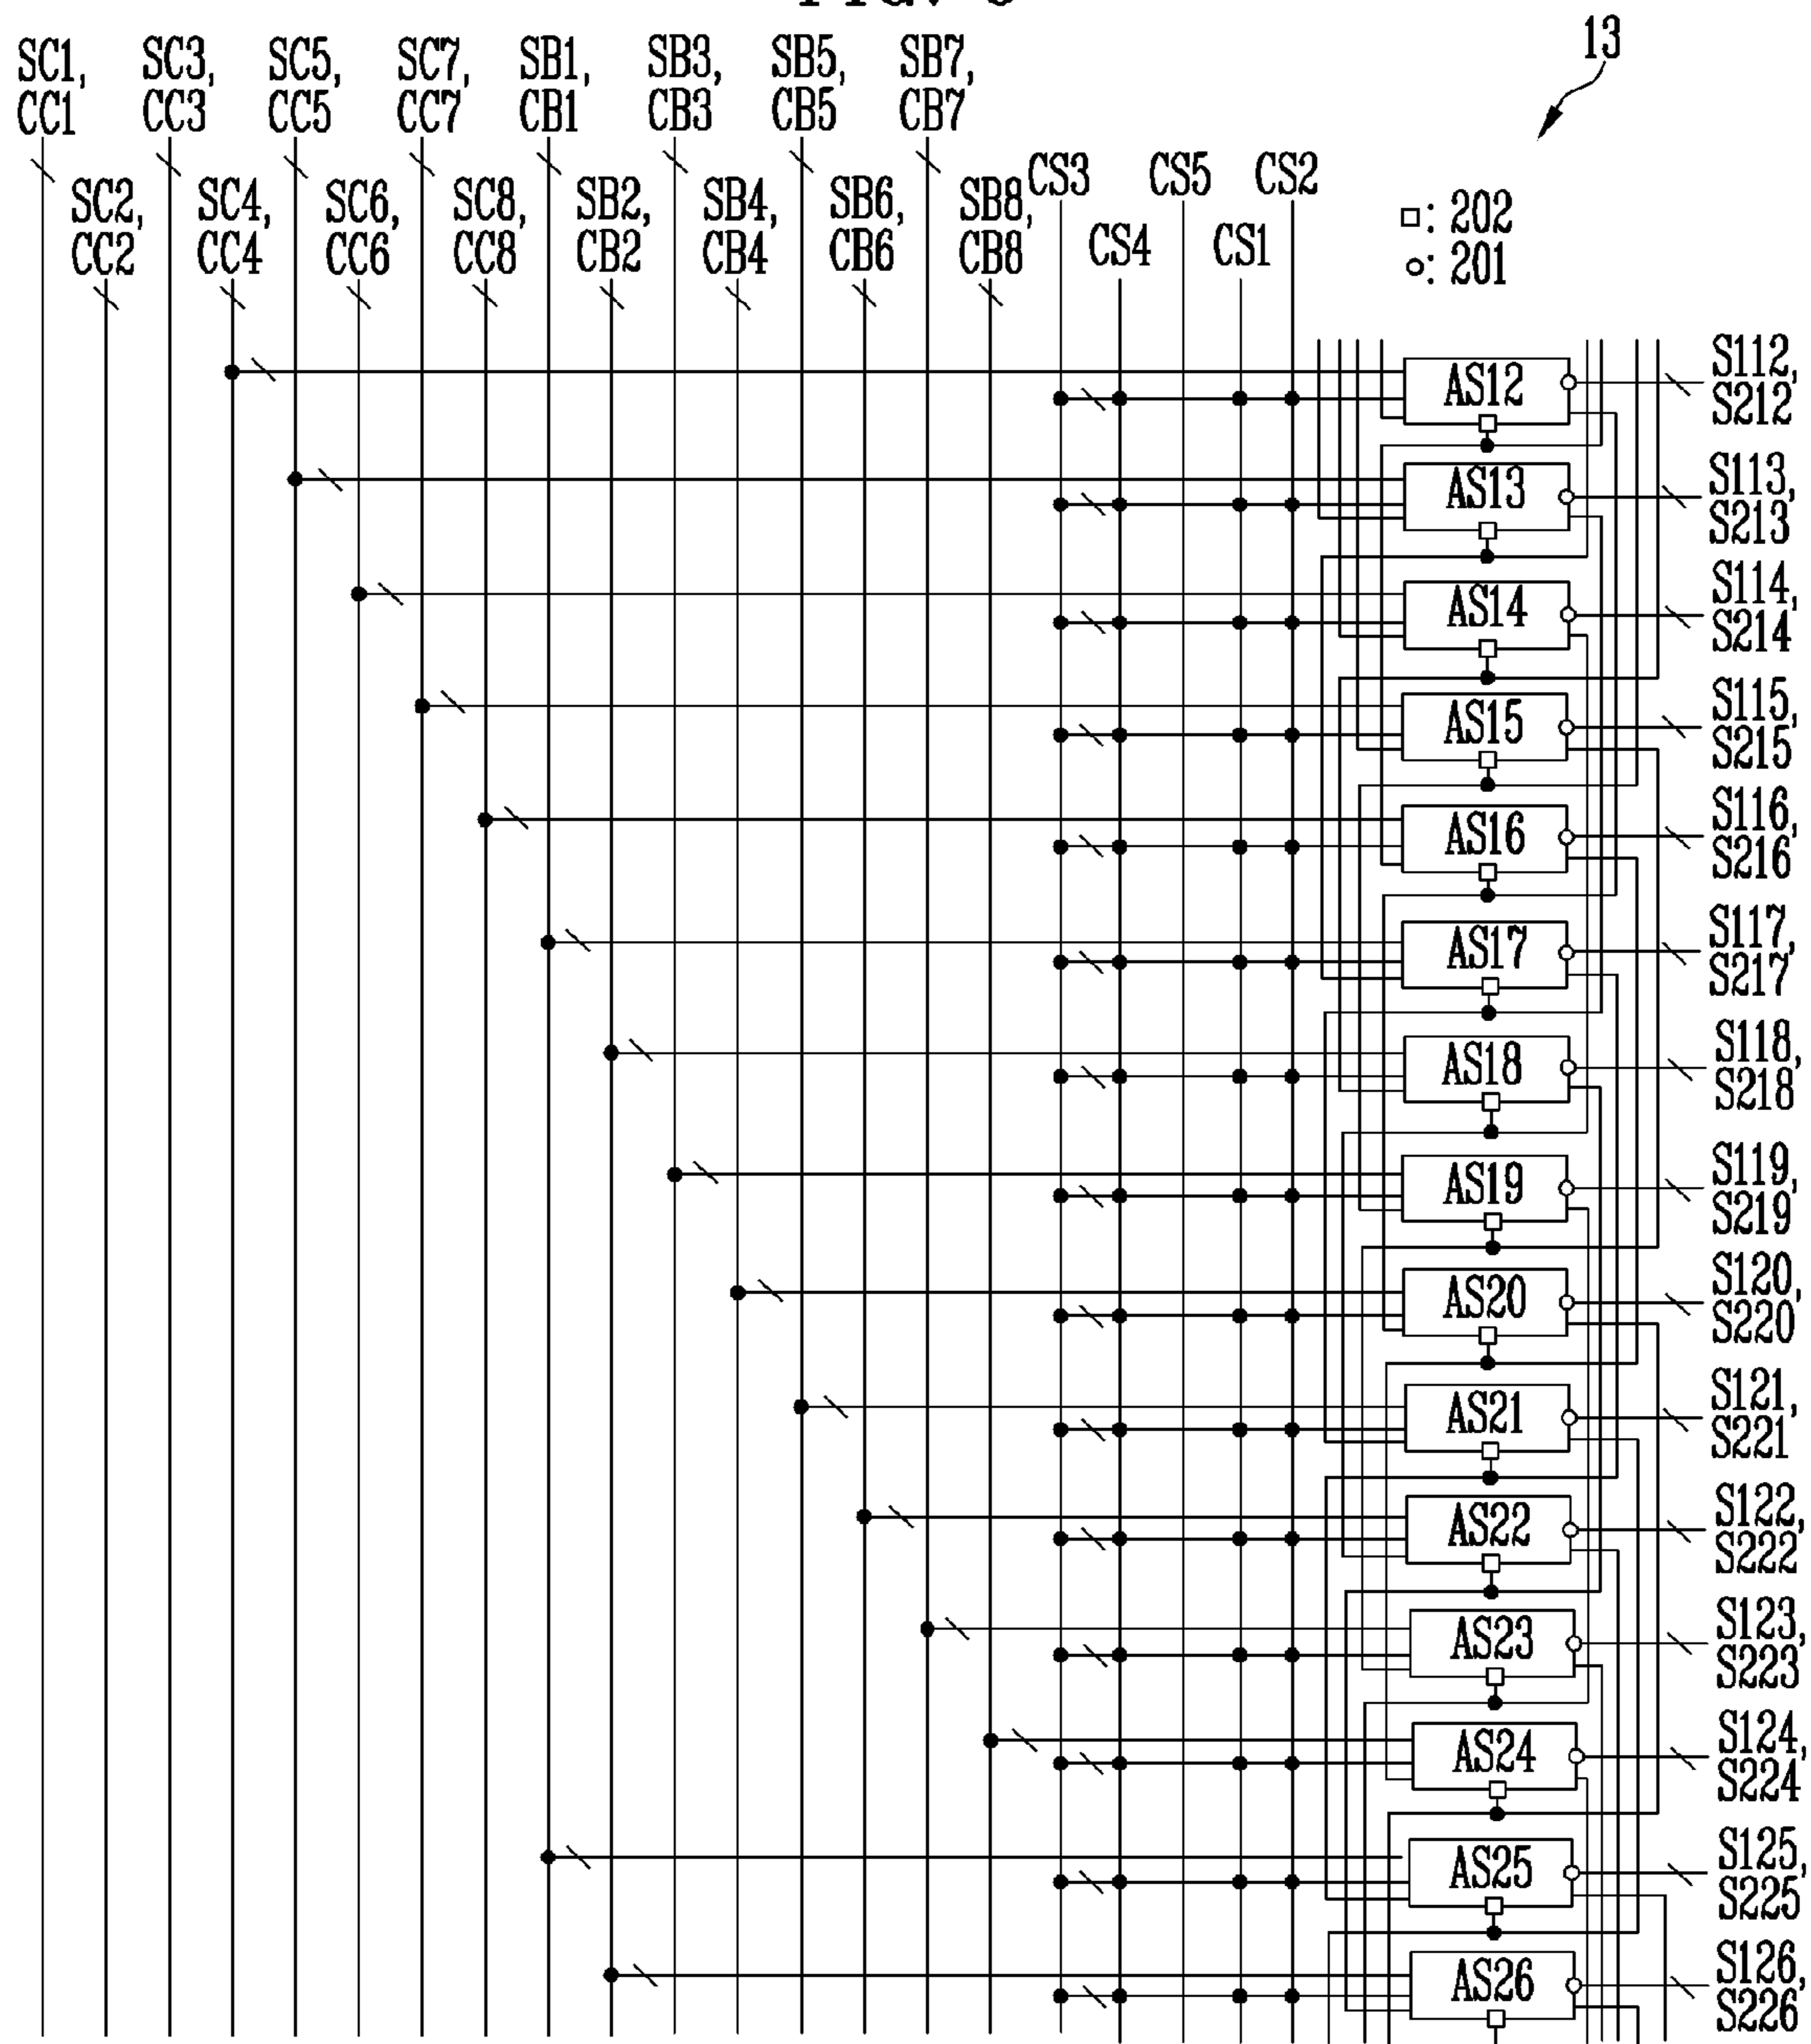 13
SC1,
CC1
SC3,
CC3
SC5,
CC5
SC7,
CC7
SB1,
CB1
SB3,
CB3
SB5,
CB5
SB7,
CB7
SC2,
CC2
SC4,
CC4
SC6,
CC6
SC8,
CC8
SB2,
CB2
SB4,
CB4
SB6,
CB6
SB8,
CB8
CS3
CS5
CS2
CS4
CS1
□: 202
○: 201
AS12
S112,
S212
AS13
S113,
S213
AS14
S114,
S214
AS15
S115,
S215
AS16
S116,
S216
AS17
S117,
S217
AS18
S118,
S218
AS19
S119,
S219
AS20
S120,
S220
AS21
S121,
S221
AS22
S122,
S222
AS23
S123,
S223
AS24
S124,
S224
AS25
S125,
S225
AS26
S126,
S226